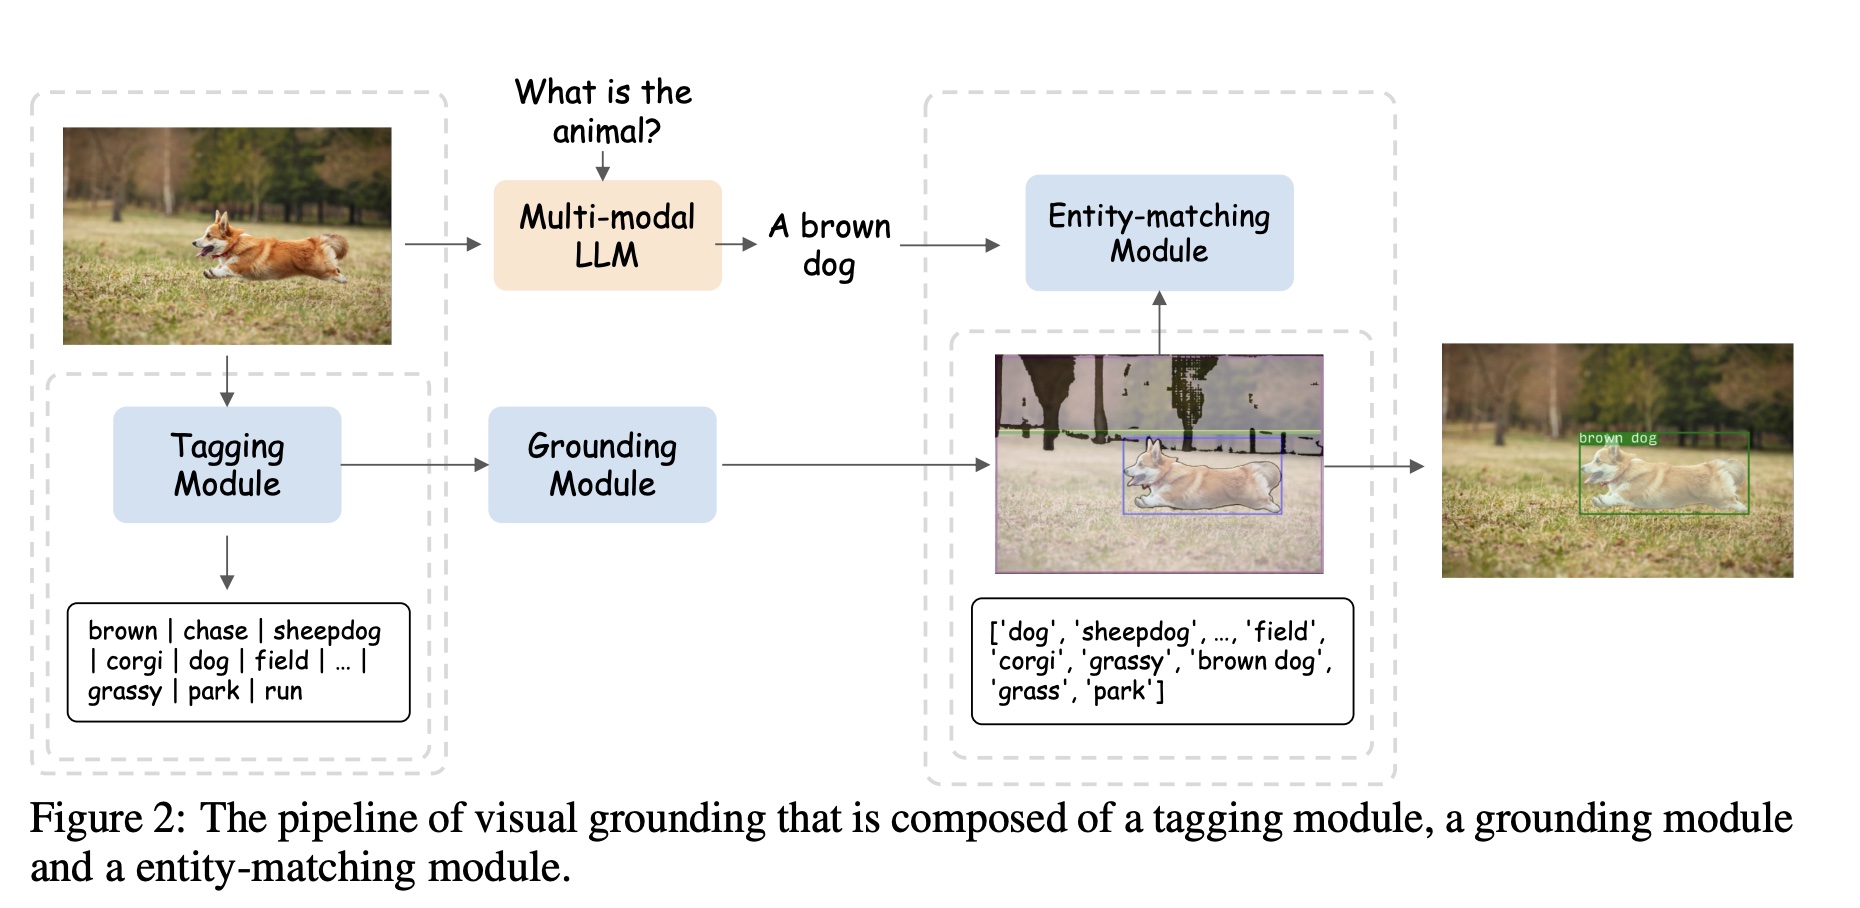 What is the
animal?
Multi-modal
LLM
A brown
dog
Entity-matching
Module
Tagging
Module
Grounding
Module
brown dog
brown | chase | sheepdog
| corgi | dog | field | ... |
grassy | park | run
['dog', 'sheepdog', ..., 'field',
'corgi', 'grassy', 'brown dog',
'grass', 'park']
Figure 2: The pipeline of visual grounding that is composed of a tagging module, a grounding module
and a entity-matching module.